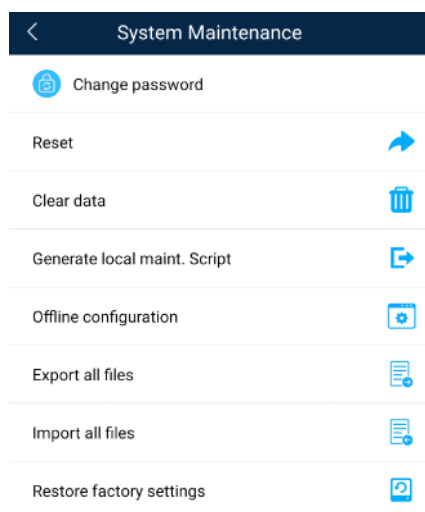 System Maintenance
Change password
Reset
Clear data
Generate local maint. Script
Offline configuration
Export all files
Import all files
Restore factory settings